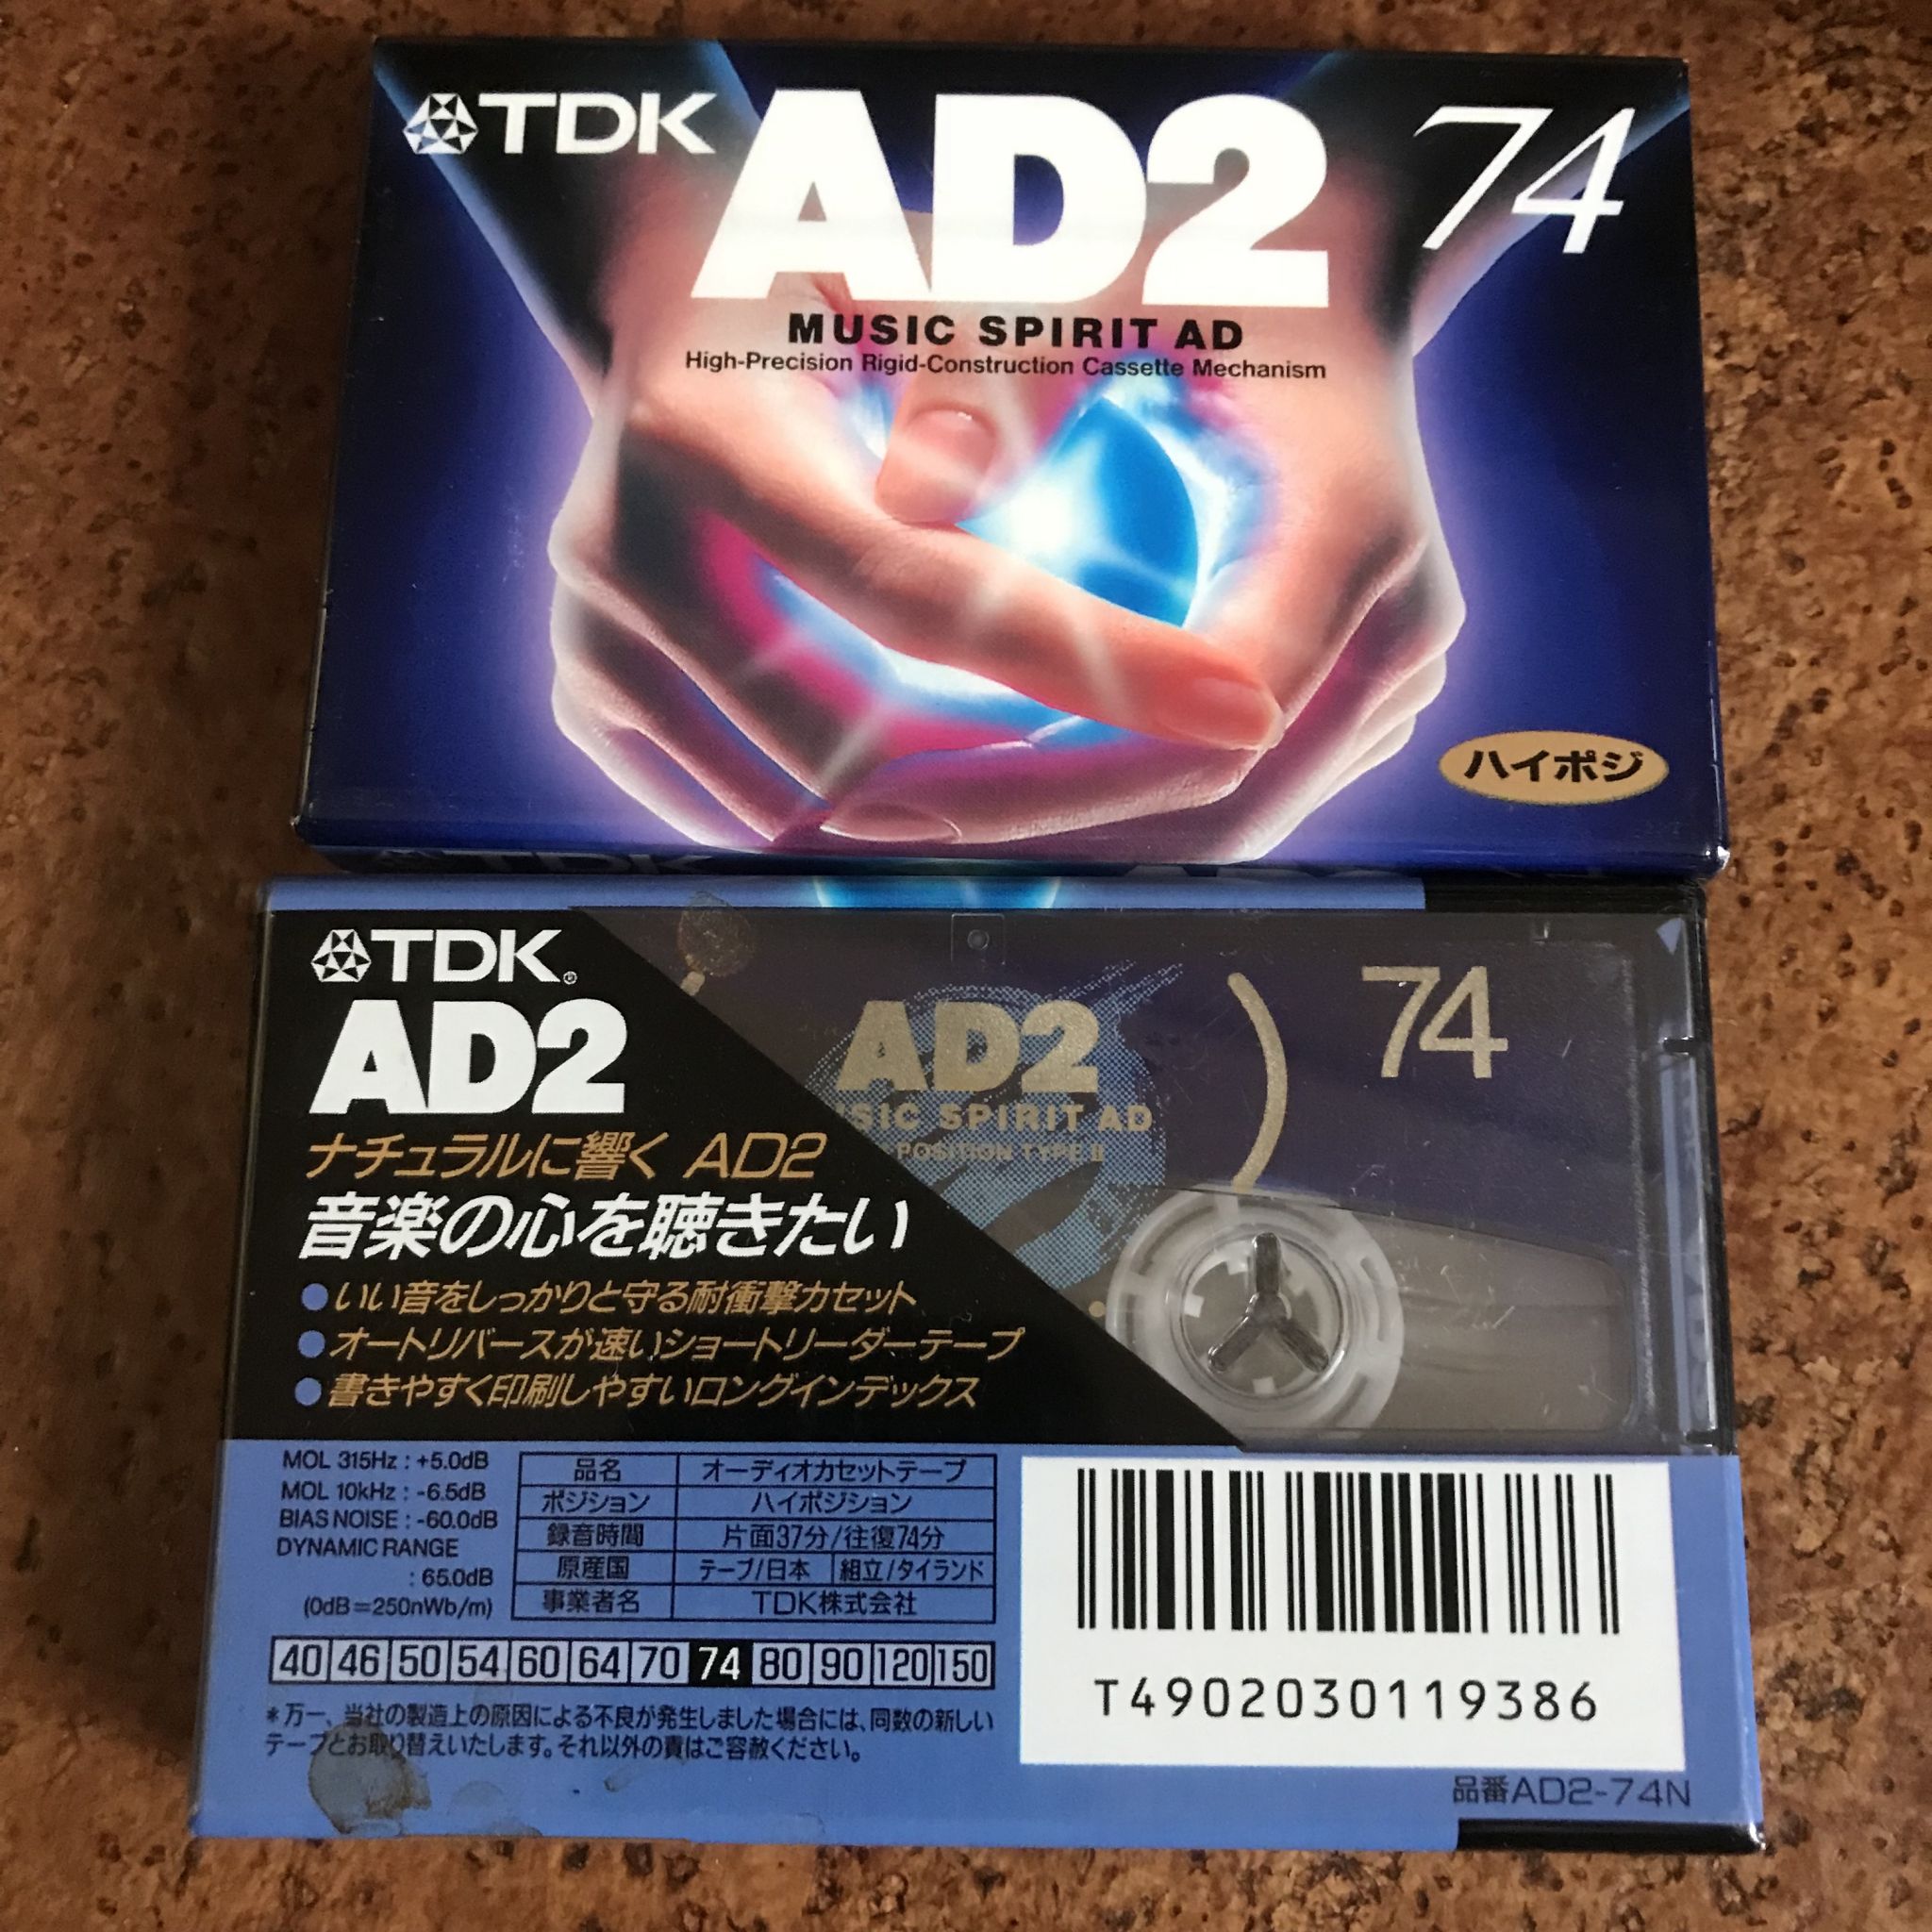 TDK AD2 74
MUSIC SPIRIT AD
High-Precision Rigid-Construction Cassette Mechanism
ハイポジ
TDK
TDK®
AD2
ナチュラルに響く AD2
音楽の心を聴きたい
●いい音をしっかりと守る耐衝撃カセット
●オートリバースが速いショートリーダーテープ
●書きやすく印刷しやすいロングインデックス
AD2
SIC SPIRIT AD
POSITION TYPE II
74
MOL 315Hz : +5.0dB
MOL 10kHz : -6.5dB
BIAS NOISE : -60.0dB
DYNAMIC RANGE
: 65.0dB
(0dB=250nWb/m)
品名 オーディオカセットテープ
ポジション ハイポジション
録音時間 片面37分/往復74分
原産国 テープ/日本 組立/タイランド
事業者名 TDK株式会社
40 46 50 54 60 64 70 74 80 90 120 150
*万一、当社の製造上の原因による不良が発生しました場合には、同数の新しい
テープとお取り替えいたします。それ以外の責はご容赦ください。
T4902030119386
品番AD2-74N